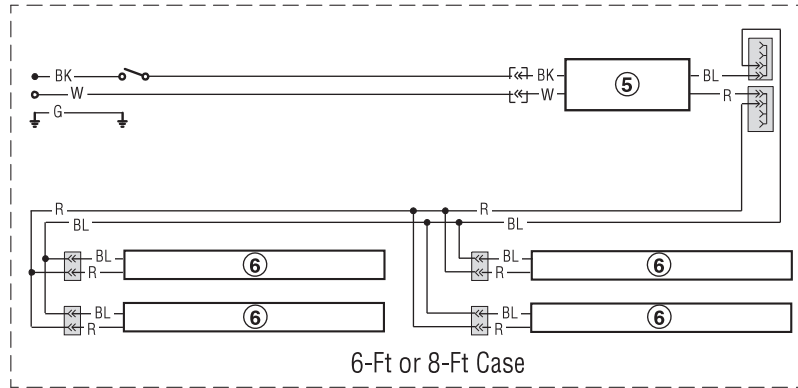 BK BK 5 BL
W W R
G
R R
BL BL
BL 6 BL 6
R R
BL 6 BL 6
R R
6-Ft or 8-Ft Case